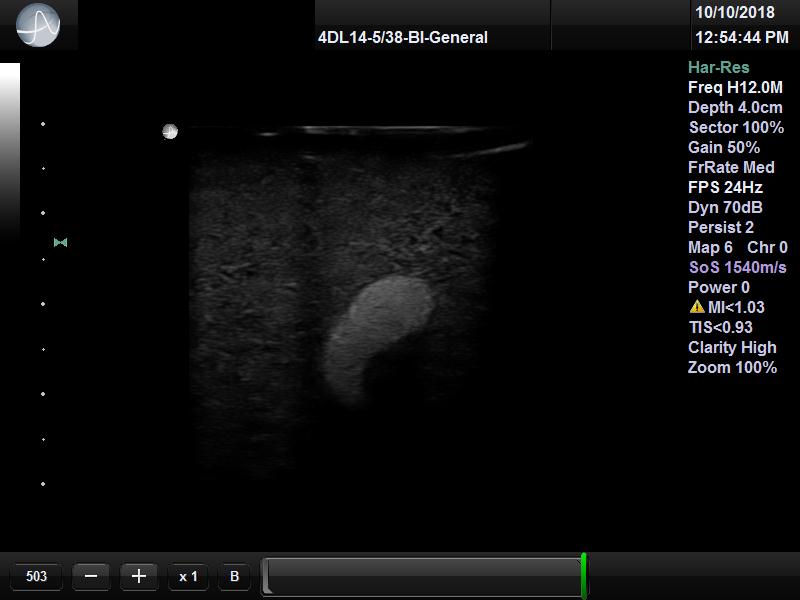 10/10/2018
4DL14-5/38-BI-General
12:54:44 PM
Har-Res
Freq H12.0M
Depth 4.0cm
Sector 100%
Gain 50%
FrRate Med
FPS 24Hz
Dyn 70dB
Persist 2
Map 6 Chr 0
SoS 1540m/s
Power 0
MI<1.03
TIS<0.93
Clarity High
Zoom 100%
503 − + x 1 B